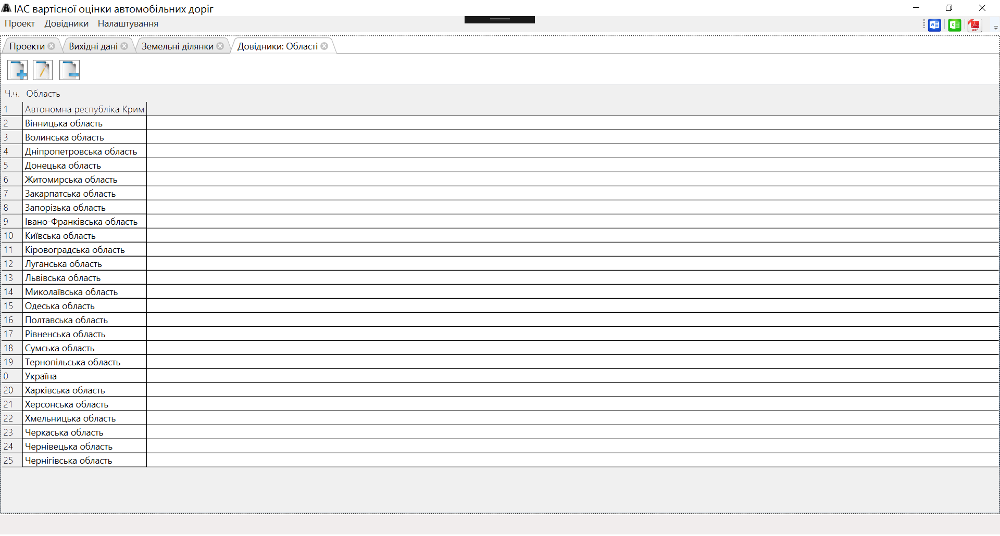 ІАС вартісної оцінки автомобільних доріг
Проект Довідники Налаштування
Проекти Вихідні дані Земельні ділянки Довідники: Області
Ч.ч. Область
1 Автономна республіка Крим
2 Вінницька область
3 Волинська область
4 Дніпропетровська область
5 Донецька область
6 Житомирська область
7 Закарпатська область
8 Запорізька область
9 Івано-Франківська область
10 Київська область
11 Кіровоградська область
12 Луганська область
13 Львівська область
14 Миколаївська область
15 Одеська область
16 Полтавська область
17 Рівненська область
18 Сумська область
19 Тернопільська область
0 Україна
20 Харківська область
21 Херсонська область
22 Хмельницька область
23 Черкаська область
24 Чернівецька область
25 Чернігівська область